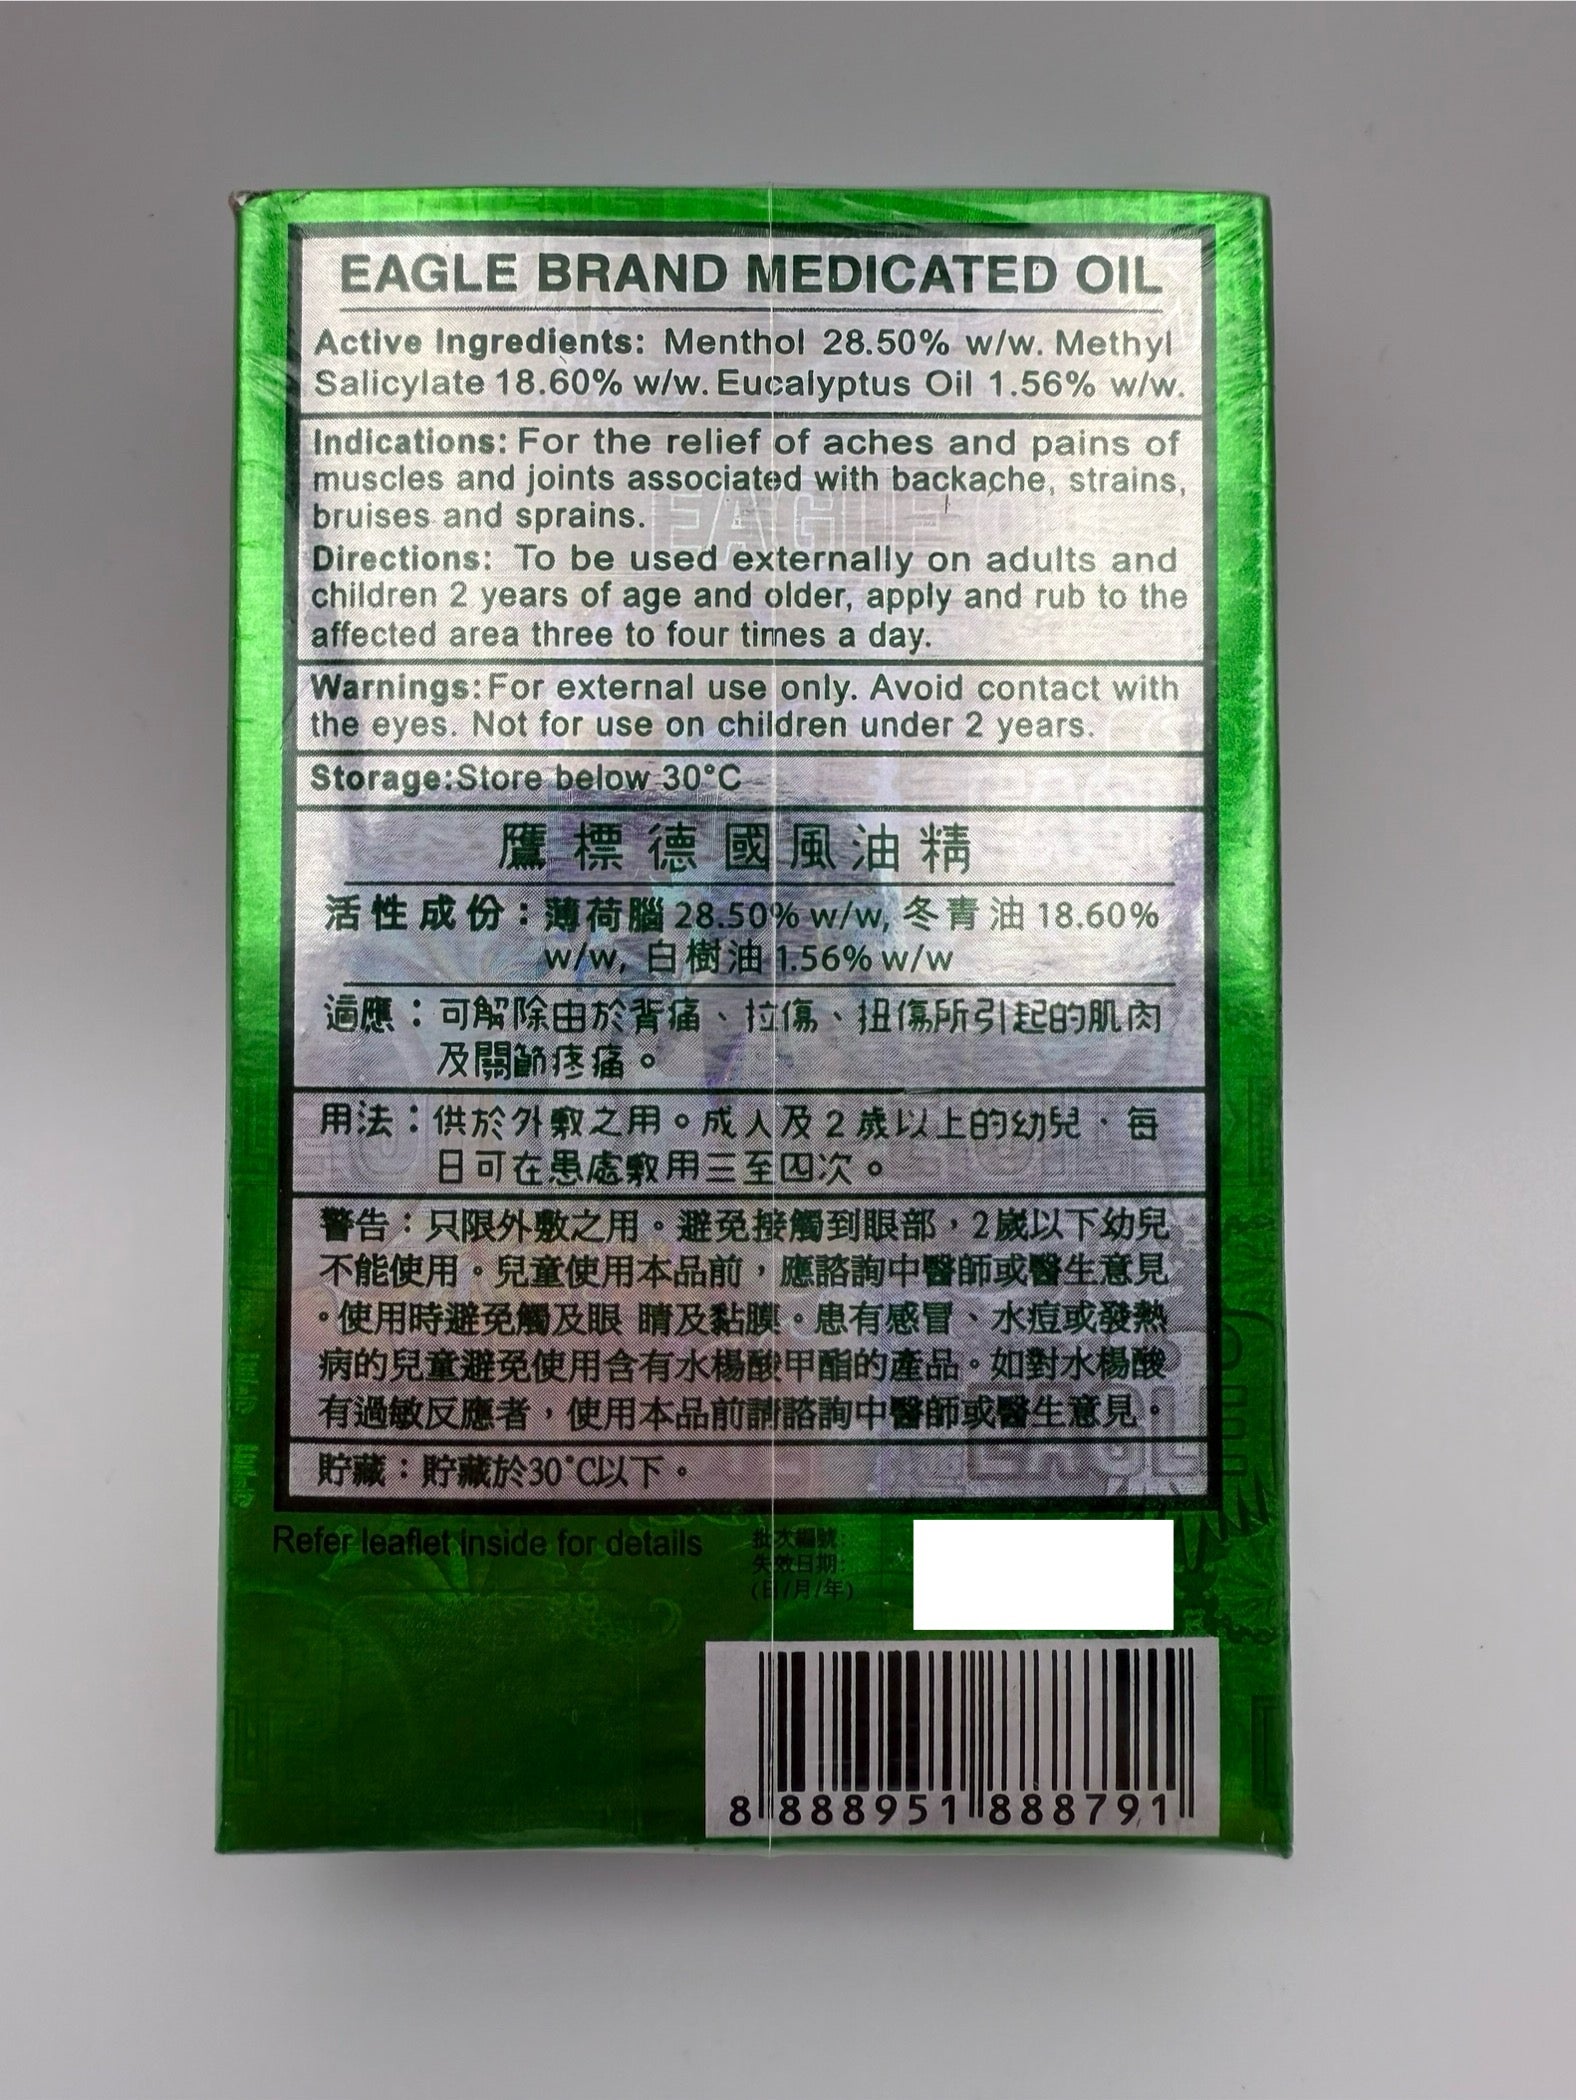 EAGLE BRAND MEDICATED OIL
Active Ingredients: Menthol 28.50% w/w. Methyl
Salicylate 18.60% w/w. Eucalyptus Oil 1.56% w/w.
Indications: For the relief of aches and pains of
muscles and joints associated with backache, strains,
bruises and sprains.
Directions: To be used externally on adults and
children 2 years of age and older, apply and rub to the
affected area three to four times a day.
Warnings: For external use only. Avoid contact with
the eyes. Not for use on children under 2 years.
Storage:Store below 30°C
鷹標德國風油精
活性成份：薄荷腦 28.50% w/w, 冬青油 18.60%
w/w, 白樹油 1.56% w/w
適應：可解除由於背痛、拉傷、扭傷所引起的肌肉
及關節疼痛。
用法：供於外敷之用。成人及 2 歲以上的幼兒．每
日可在患處敷用三至四次。
警告：只限外敷之用。避免接觸到眼部，2歲以下幼兒
不能使用。兒童使用本品前，應諮詢中醫師或醫生意見
。使用時避免觸及眼 睛及黏膜。患有感冒、水痘或發熱
病的兒童避免使用含有水楊酸甲酯的產品。如對水楊酸
有過敏反應者，使用本品前請諮詢中醫師或醫生意見。
貯藏：貯藏於30°C以下。
Refer leaflet inside for details
批次編號:
失效日期:
(日/月/年)
8 888951 888791